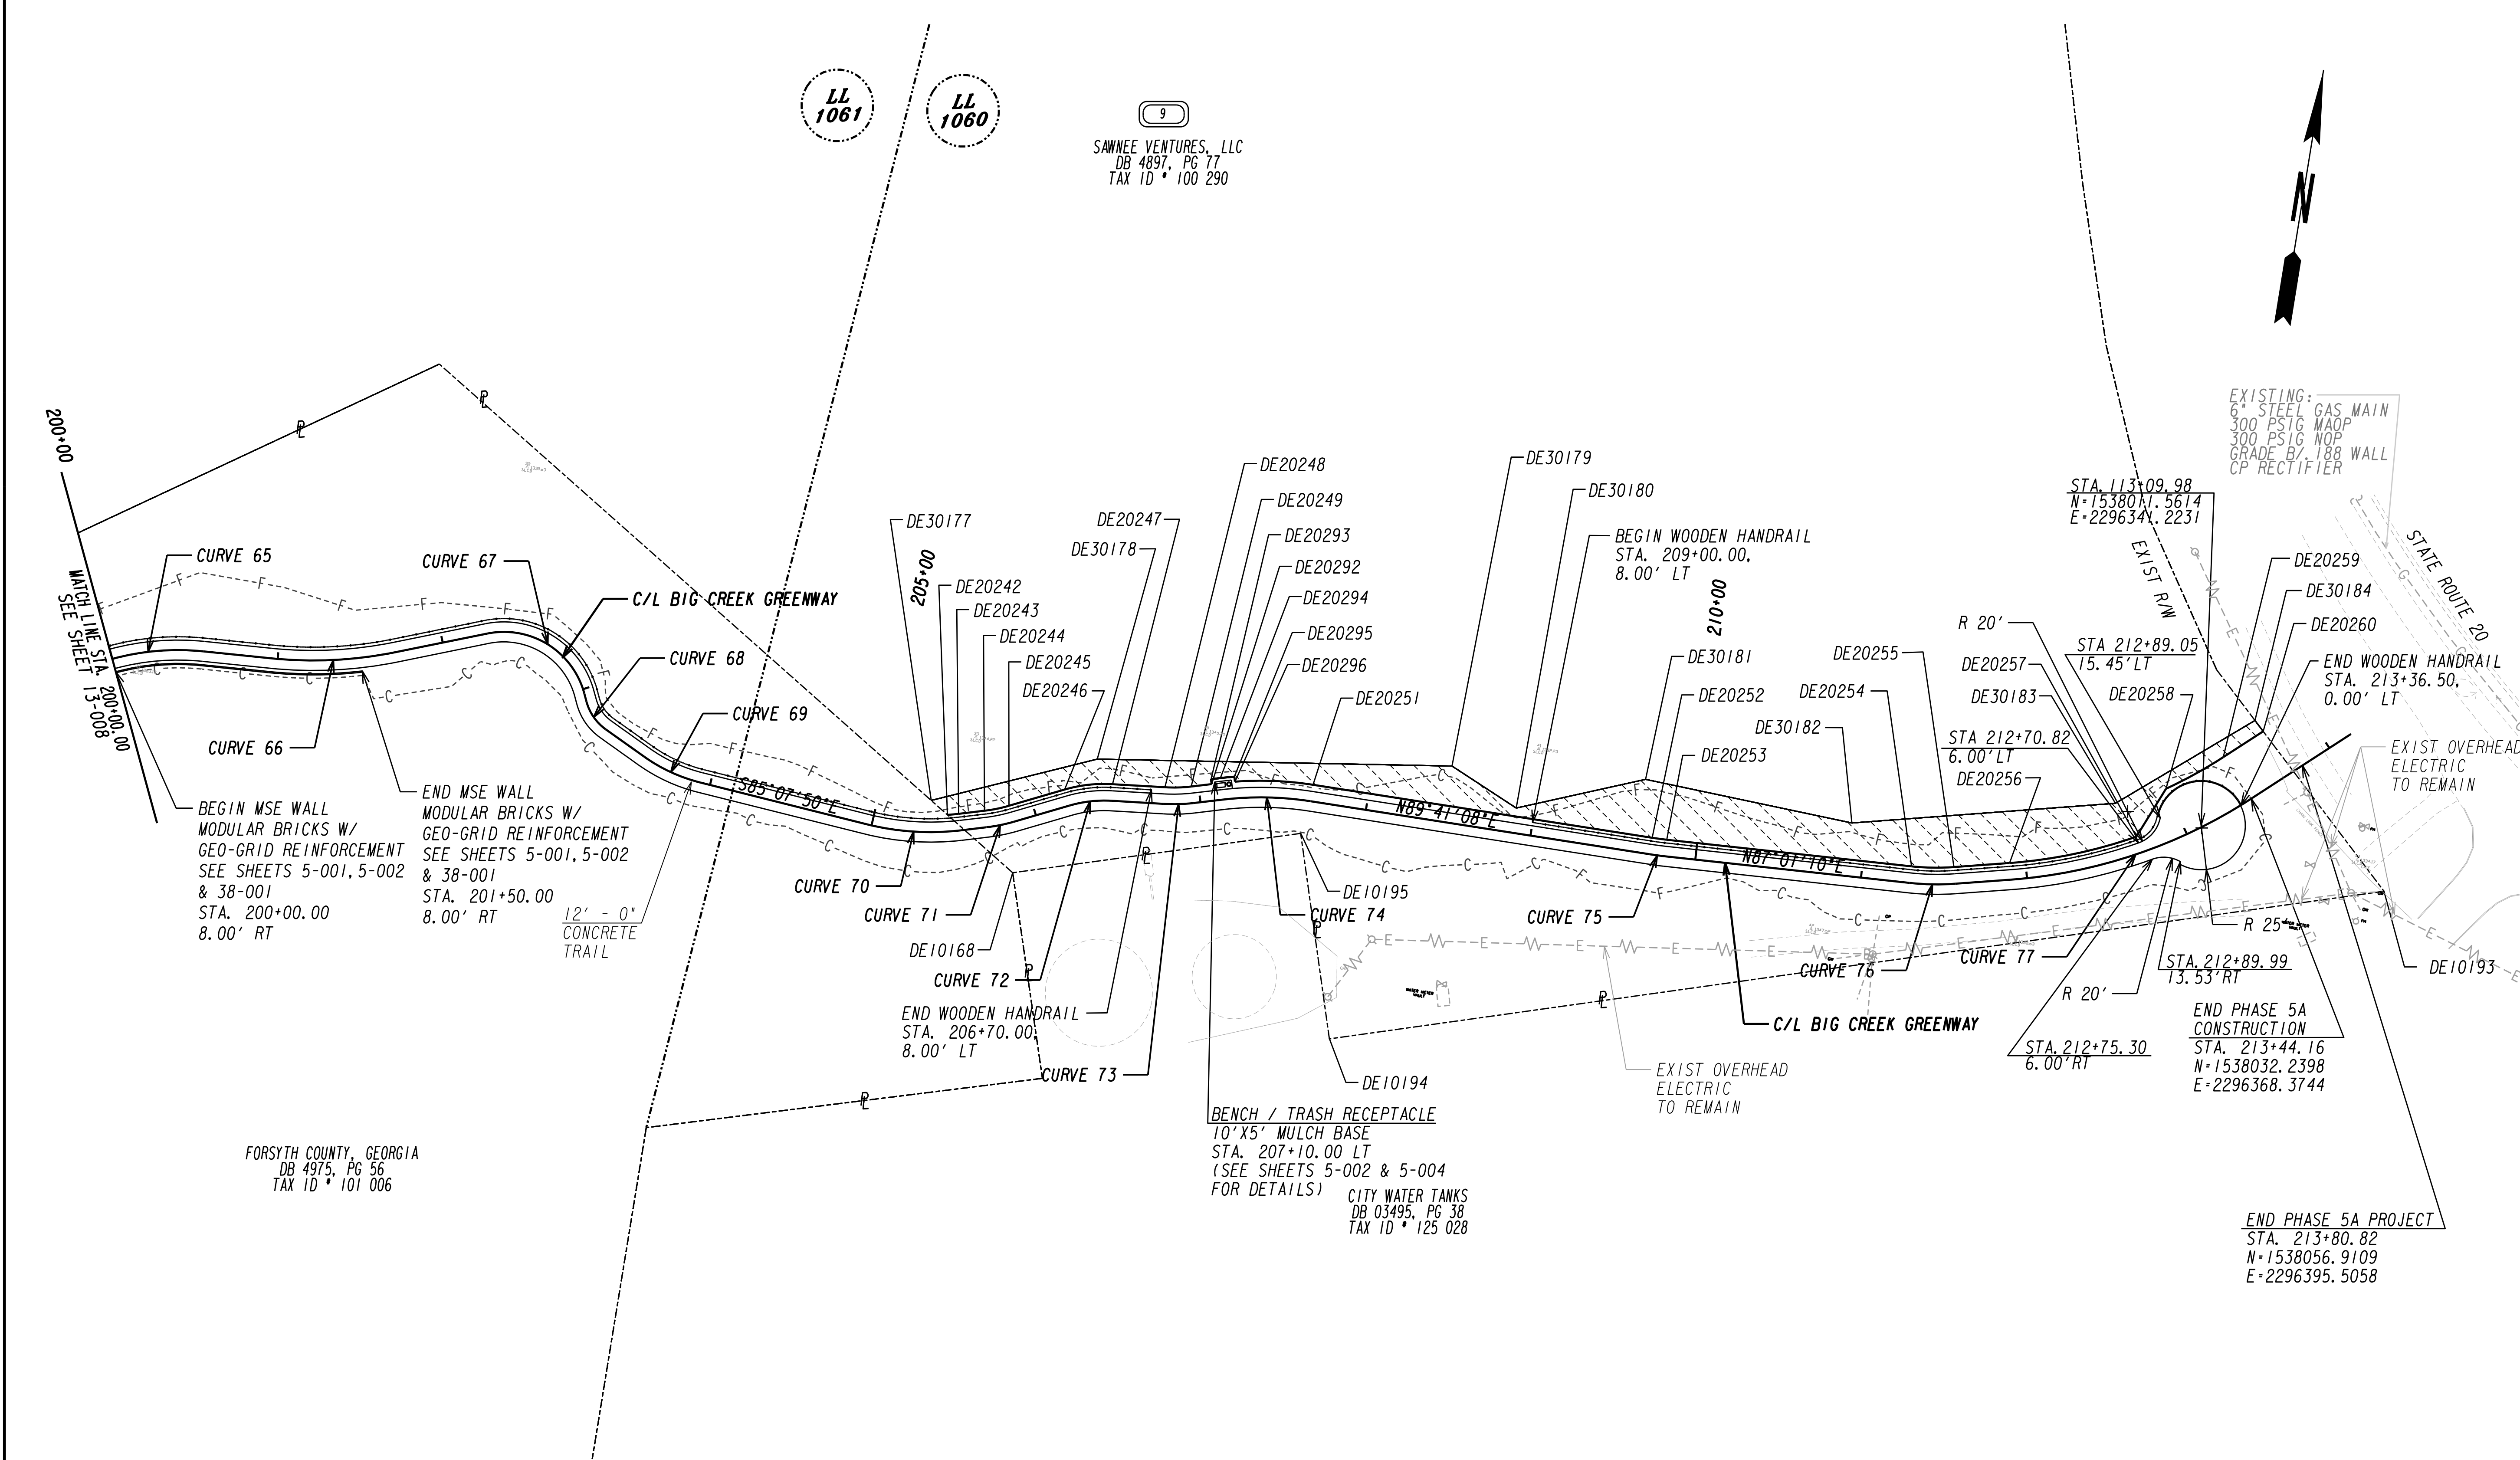 LL
1061
LL
1060
9
SAWNEE VENTURES, LLC
DB 4897, PG 77
TAX ID # 100 290
N
EXISTING:
6" STEEL GAS MAIN
300 PSIG MAOP
300 PSIG NOP
GRADE B/.188 WALL
CP RECTIFIER
STATE ROUTE 20
EXIST R/W
200+00
MATCH LINE STA. 200+00.00
SEE SHEET 13-008
CURVE 65
CURVE 66
CURVE 67
C/L BIG CREEK GREENWAY
CURVE 68
CURVE 69
BEGIN MSE WALL
MODULAR BRICKS W/
GEO-GRID REINFORCEMENT
SEE SHEETS 5-001, 5-002
& 38-001
STA. 200+00.00
8.00' RT
END MSE WALL
MODULAR BRICKS W/
GEO-GRID REINFORCEMENT
SEE SHEETS 5-001, 5-002
& 38-001
STA. 201+50.00
8.00' RT
12' - 0"
CONCRETE
TRAIL
S85°07'50"E
DE30177
205+00
DE20242
DE20243
DE20244
DE20245
DE20246
DE20247
DE30178
DE20248
DE20249
DE20293
DE20292
DE20294
DE20295
DE20296
DE20251
DE30179
DE30180
BEGIN WOODEN HANDRAIL
STA. 209+00.00,
8.00' LT
210+00
DE30181
DE20252
DE20253
DE30182
DE20254
DE20255
R 20'
DE20257
DE30183
STA 212+70.82
6.00'LT
DE20256
STA. 113+09.98
N=1538011.5614
E=2296341.2231
STA 212+89.05
15.45'LT
DE20258
DE20259
DE30184
DE20260
END WOODEN HANDRAIL
STA. 213+36.50,
0.00' LT
EXIST OVERHEAD
ELECTRIC
TO REMAIN
N89°41'08"E
N87°01'10"E
CURVE 70
CURVE 71
DE10168
CURVE 72
END WOODEN HANDRAIL
STA. 206+70.00,
8.00' LT
CURVE 73
DE10195
CURVE 74
DE10194
CURVE 75
CURVE 76
CURVE 77
C/L BIG CREEK GREENWAY
EXIST OVERHEAD
ELECTRIC
TO REMAIN
WATER METER
VAULT
R 25'
STA.212+89.99
13.53'RT
R 20'
STA.212+75.30
6.00'RT
DE10193
END PHASE 5A
CONSTRUCTION
STA. 213+44.16
N=1538032.2398
E=2296368.3744
BENCH / TRASH RECEPTACLE
10'X5' MULCH BASE
STA. 207+10.00 LT
(SEE SHEETS 5-002 & 5-004
FOR DETAILS)
CITY WATER TANKS
DB 03495, PG 38
TAX ID # 125 028
FORSYTH COUNTY, GEORGIA
DB 4975, PG 56
TAX ID # 101 006
END PHASE 5A PROJECT
STA. 213+80.82
N=1538056.9109
E=2296395.5058